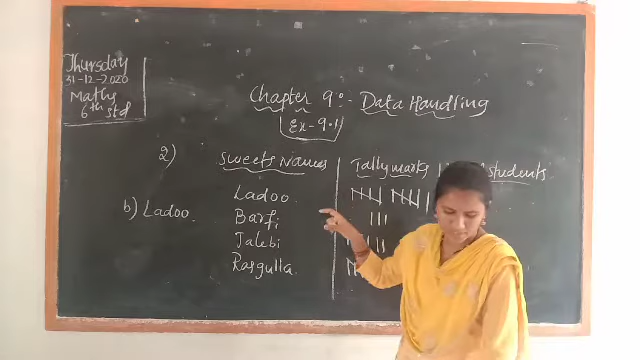 Thursday
31-12-2020
Maths
6th std
Chapter 9:- Data Handling
Ex-9.1
2) Sweets Names Tally marks students
Ladoo
b) Ladoo. Barfi
Jalebi
Rasgulla